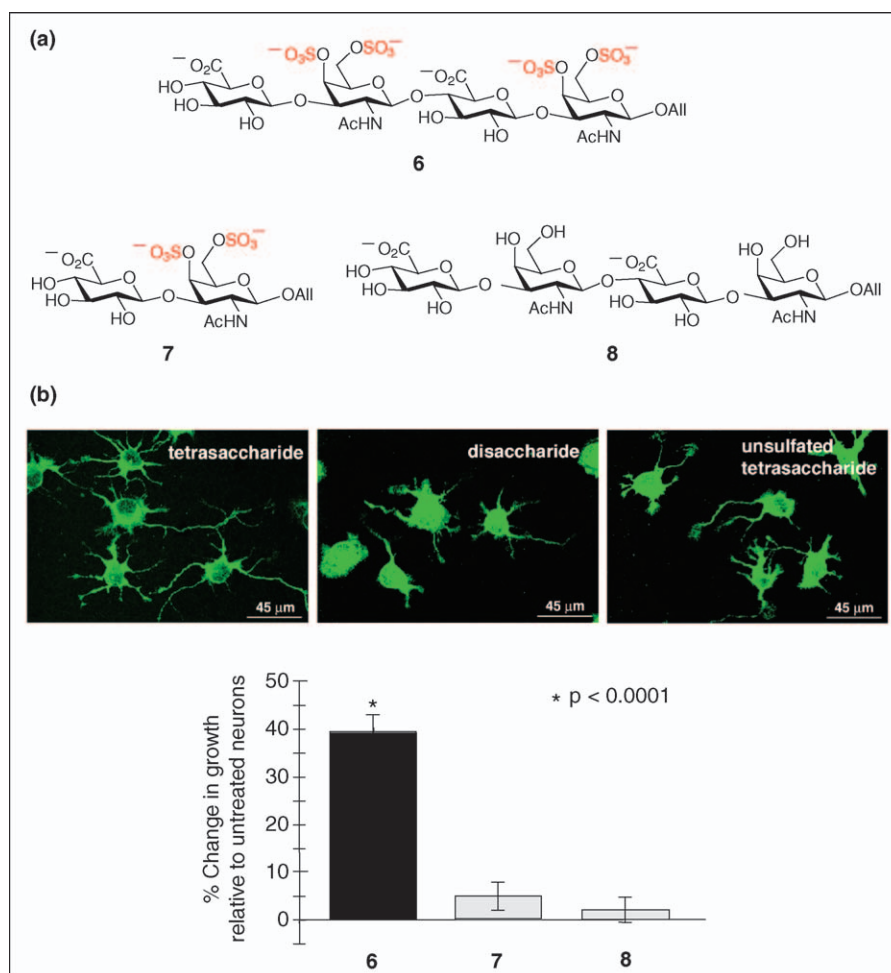 (a)
− O3SO OSO3−
− O3SO OSO3−
− O2C
− O2C
HO
HO
HO
O
O
AcHN
O
O
HO
HO
O
O
AcHN
OAll
6
− O3SO OSO3−
− O2C
HO
HO
HO
O
O
AcHN
O
OAll
7
− O2C
HO
HO
HO
O
O
HO OH
O
AcHN
O
− O2C
O
HO
HO
O
HO OH
O
AcHN
OAll
8
(b)
tetrasaccharide
45 μm
disaccharide
45 μm
unsulfated
tetrasaccharide
45 μm
% Change in growth
relative to untreated neurons
50
40
30
20
10
0
*
* p < 0.0001
6 7 8